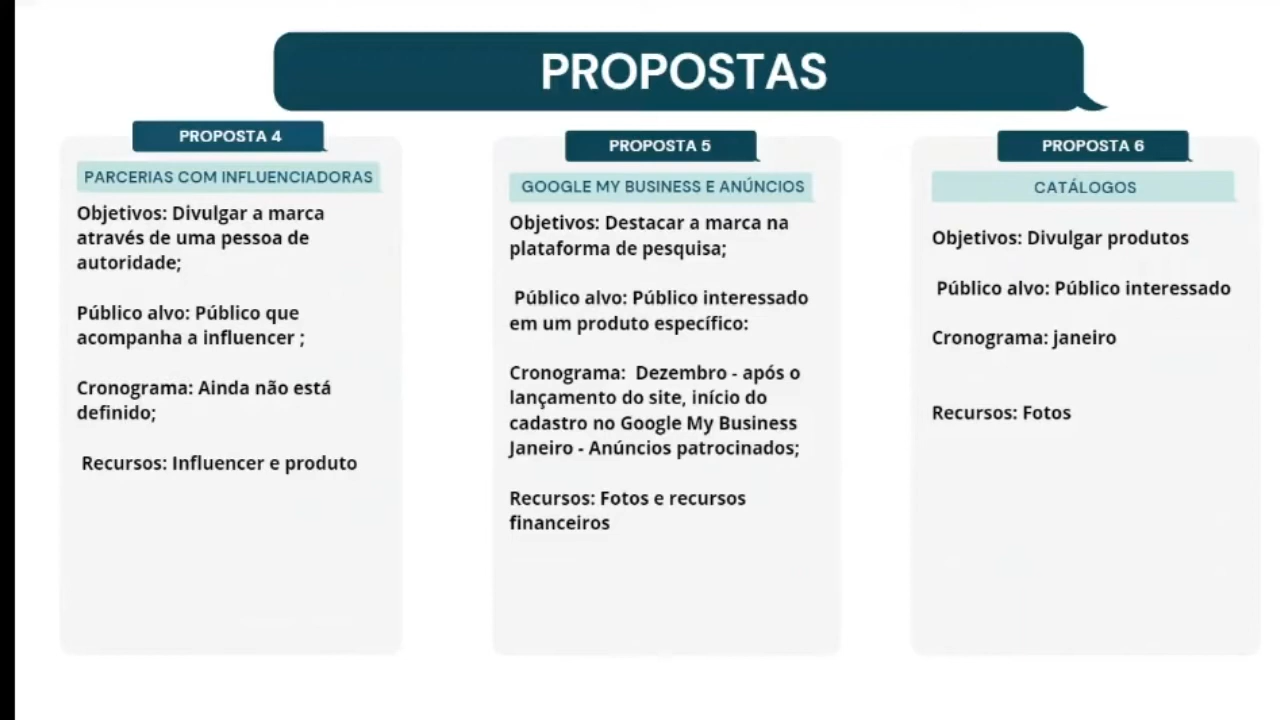 PROPOSTAS
PROPOSTA 4
PARCERIAS COM INFLUENCIADORAS
Objetivos: Divulgar a marca
através de uma pessoa de
autoridade;
Público alvo: Público que
acompanha a influencer ;
Cronograma: Ainda não está
definido;
Recursos: Influencer e produto
PROPOSTA 5
GOOGLE MY BUSINESS E ANÚNCIOS
Objetivos: Destacar a marca na
plataforma de pesquisa;
Público alvo: Público interessado
em um produto específico:
Cronograma: Dezembro - após o
lançamento do site, início do
cadastro no Google My Business
Janeiro - Anúncios patrocinados;
Recursos: Fotos e recursos
financeiros
PROPOSTA 6
CATÁLOGOS
Objetivos: Divulgar produtos
Público alvo: Público interessado
Cronograma: janeiro
Recursos: Fotos